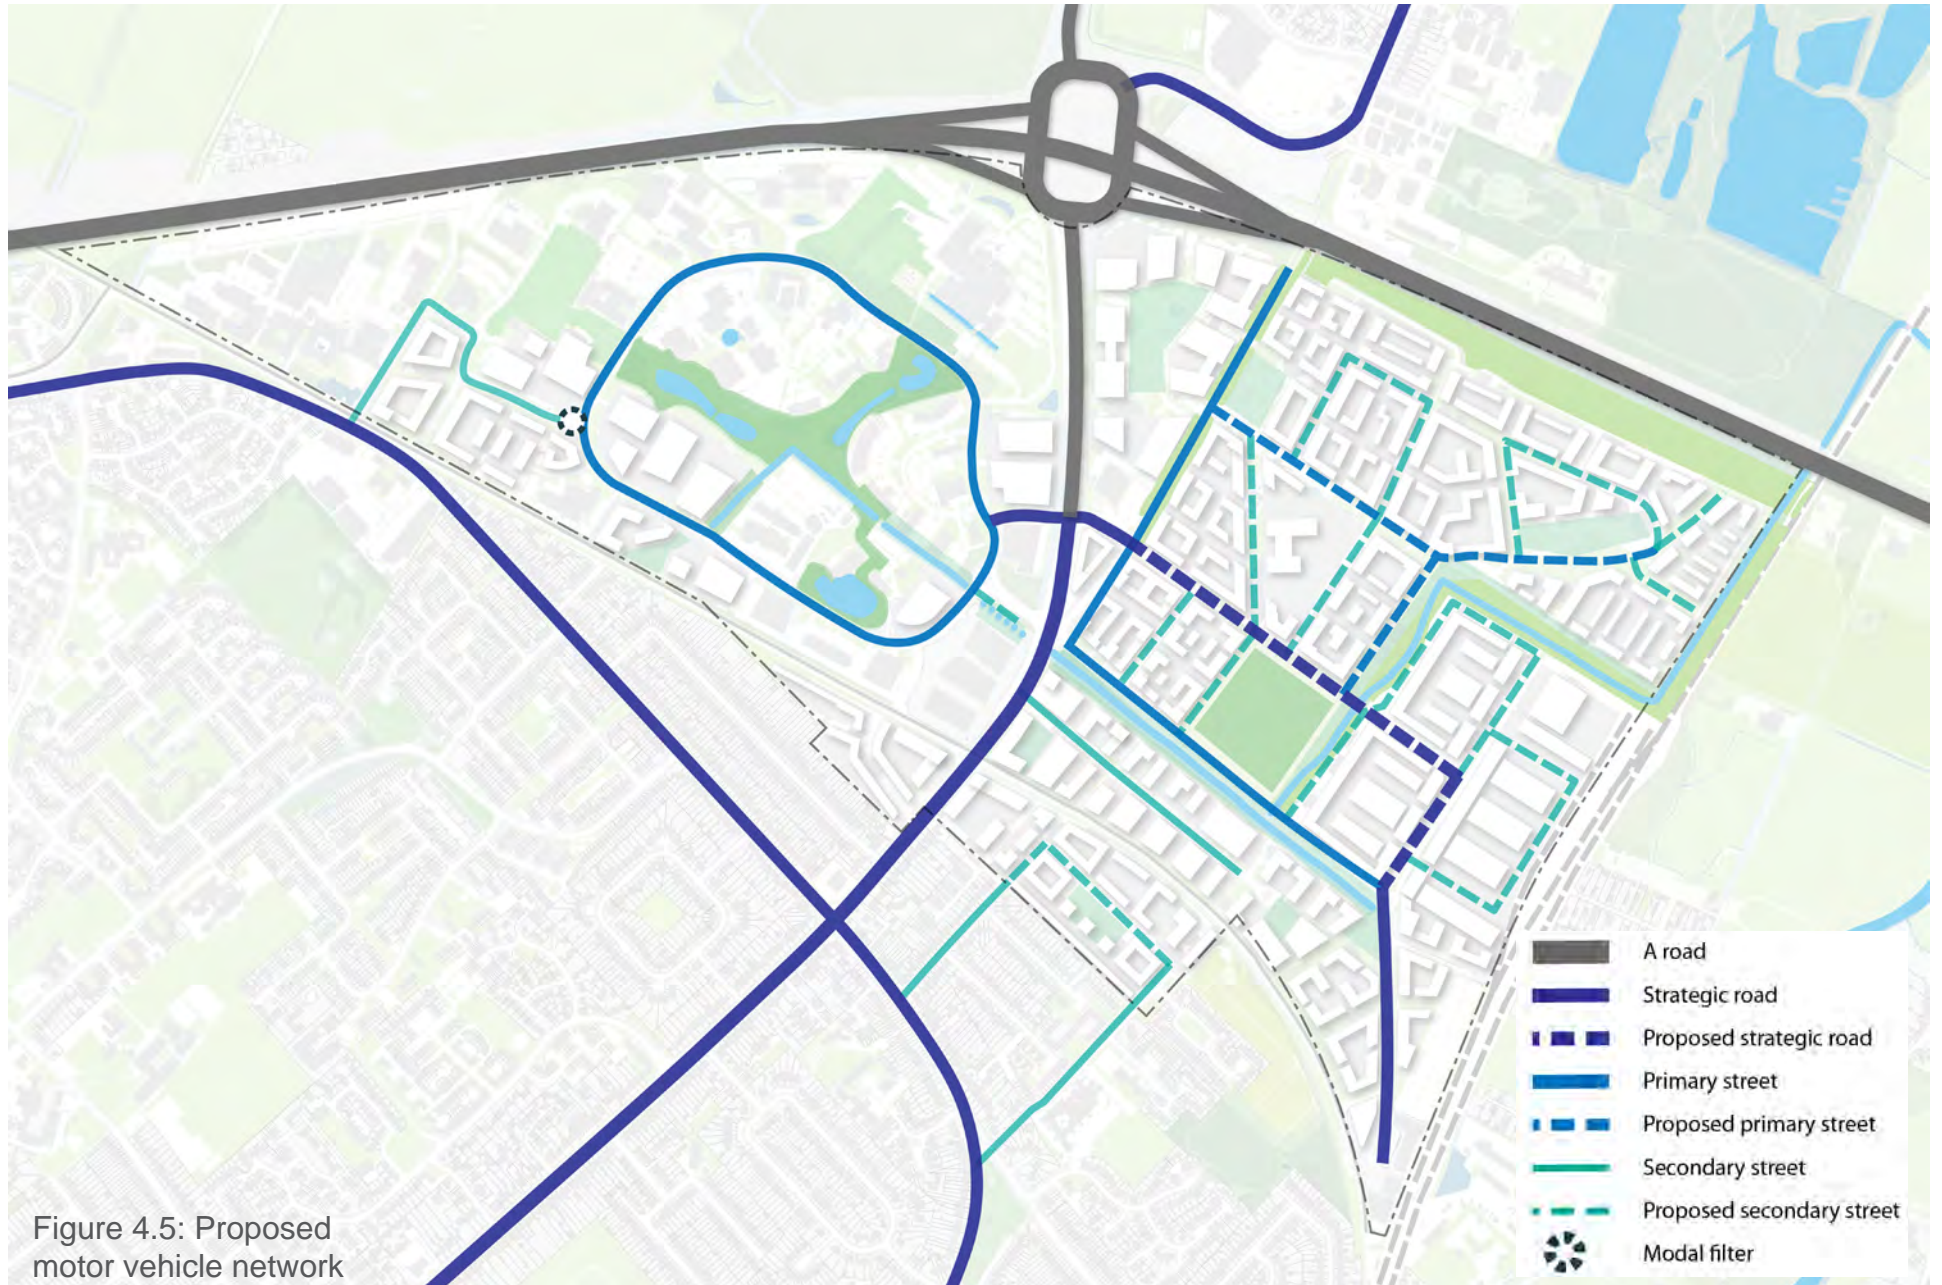 A road
Strategic road
Proposed strategic road
Primary street
Proposed primary street
Secondary street
Proposed secondary street
Modal filter
Figure 4.5: Proposed
motor vehicle network